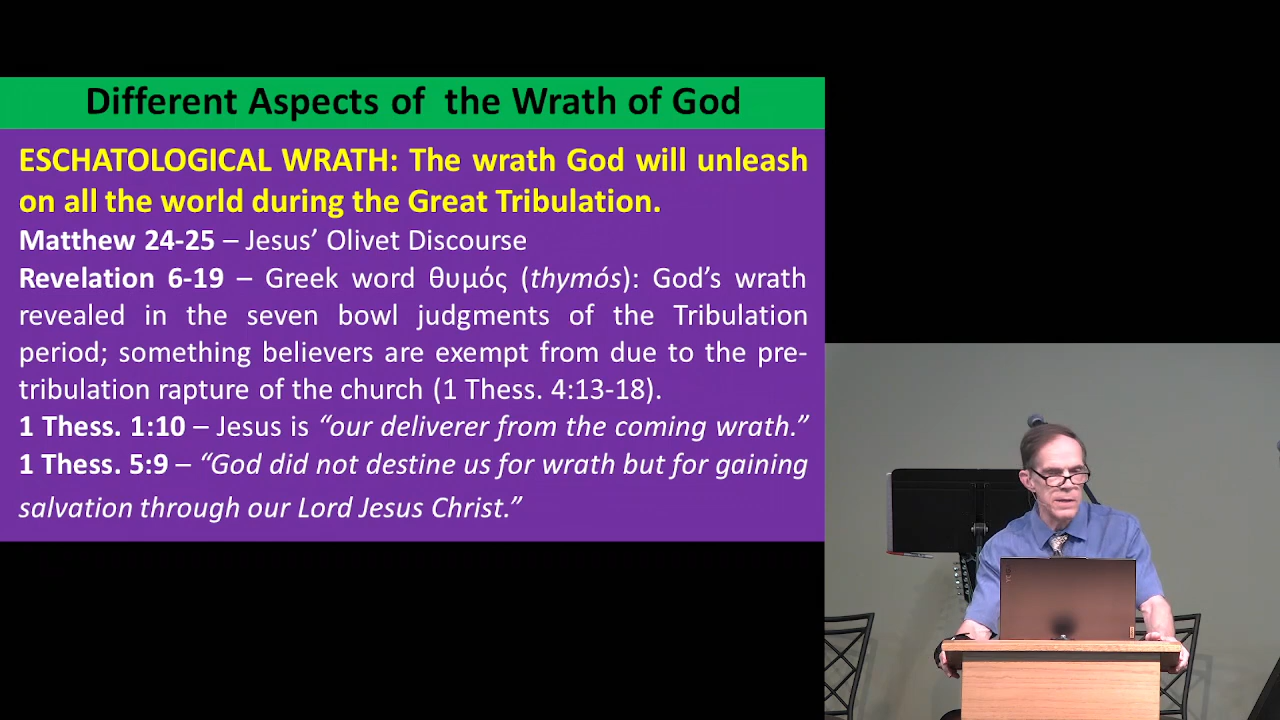 Different Aspects of the Wrath of God
ESCHATOLOGICAL WRATH: The wrath God will unleash
on all the world during the Great Tribulation.
Matthew 24-25 – Jesus’ Olivet Discourse
Revelation 6-19 – Greek word θυμός (thymós): God’s wrath
revealed in the seven bowl judgments of the Tribulation
period; something believers are exempt from due to the pre-
tribulation rapture of the church (1 Thess. 4:13-18).
1 Thess. 1:10 – Jesus is “our deliverer from the coming wrath.”
1 Thess. 5:9 – “God did not destine us for wrath but for gaining
salvation through our Lord Jesus Christ.”